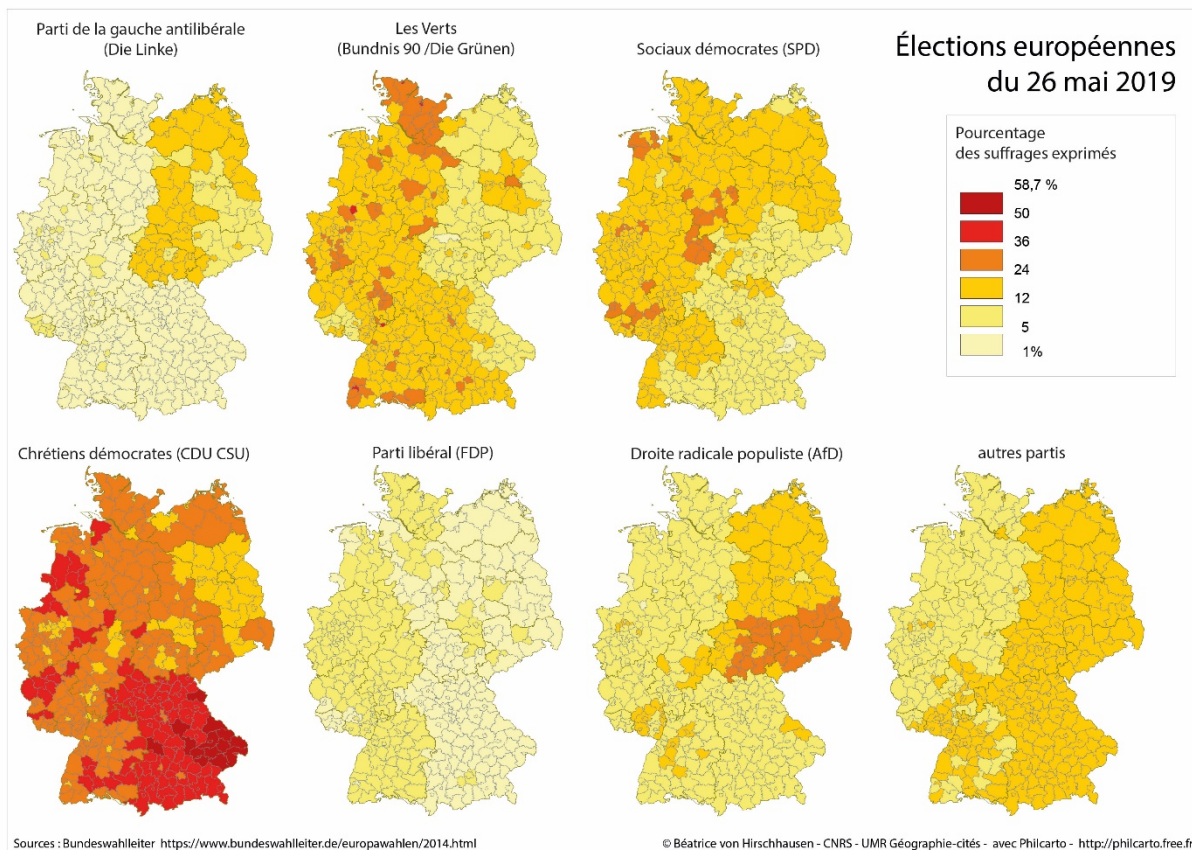 Parti de la gauche antilibérale
(Die Linke)
Les Verts
(Bundnis 90 /Die Grünen)
Sociaux démocrates (SPD)
Élections européennes
du 26 mai 2019
Pourcentage
des suffrages exprimés
58,7 %
50
36
24
12
5
1%
Chrétiens démocrates (CDU CSU)
Parti libéral (FDP)
Droite radicale populiste (AfD)
autres partis
Sources : Bundeswahlleiter https://www.bundeswahlleiter.de/europawahlen/2014.html
© Béatrice von Hirschhausen - CNRS - UMR Géographie-cités - avec Philcarto - http://philcarto.free.fr